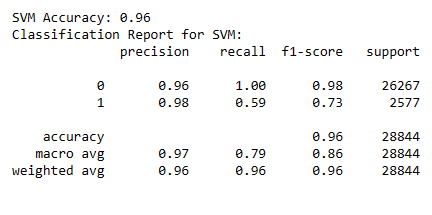 SVM Accuracy: 0.96
Classification Report for SVM:
precision recall f1-score support
0 0.96 1.00 0.98 26267
1 0.98 0.59 0.73 2577
accuracy 0.96 28844
macro avg 0.97 0.79 0.86 28844
weighted avg 0.96 0.96 0.96 28844